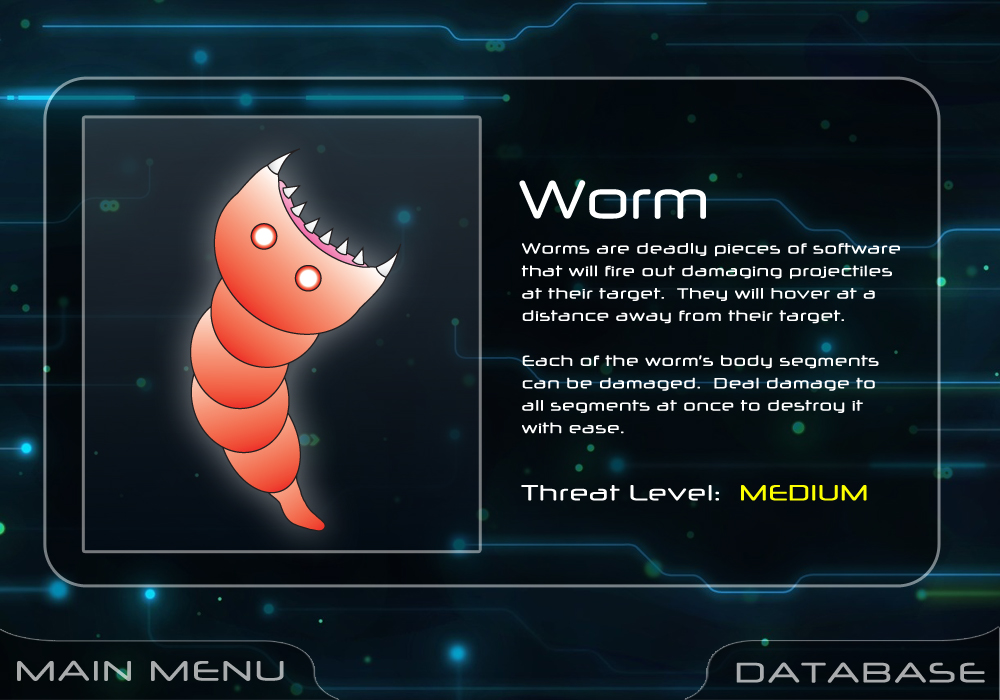 Worm
Worms are deadly pieces of software
that will fire out damaging projectiles
at their target.  They will hover at a
distance away from their target.
Each of the worm's body segments
can be damaged.  Deal damage to
all segments at once to destroy it
with ease.
Threat Level:  MEDIUM
MAIN MENU
DATABASE